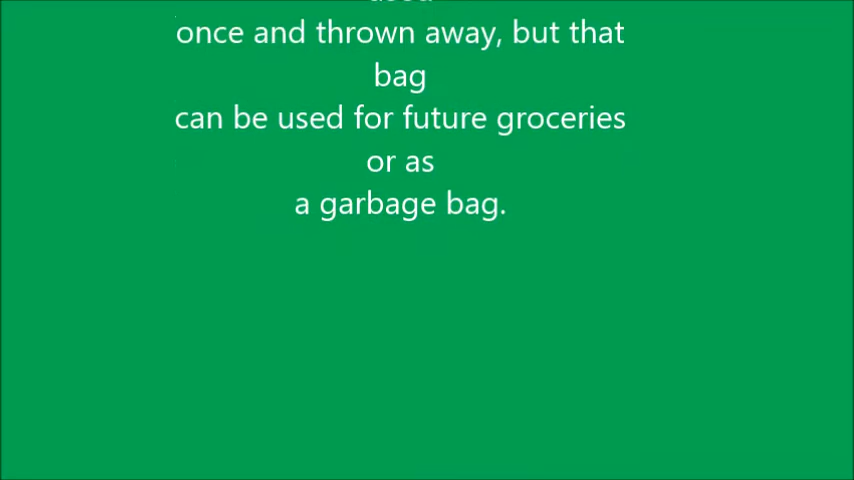 once and thrown away, but that
bag
can be used for future groceries
or as
a garbage bag.